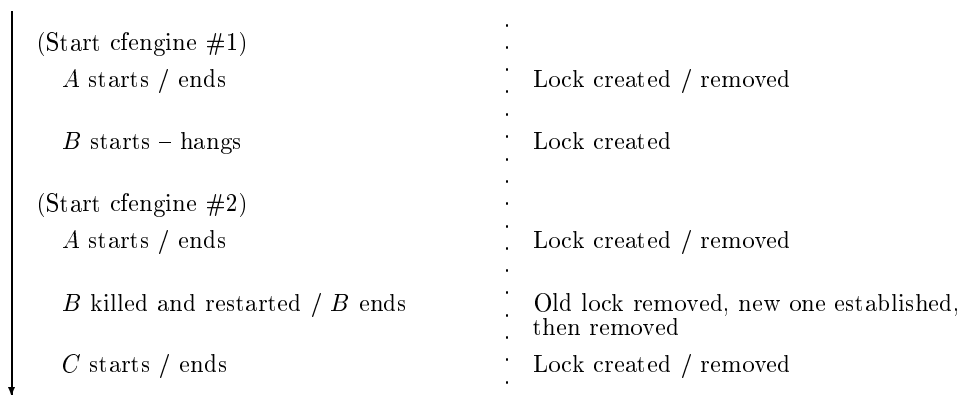 (Start cfengine #1)
A starts / ends Lock created / removed
B starts – hangs Lock created
(Start cfengine #2)
A starts / ends Lock created / removed
B killed and restarted / B ends Old lock removed, new one established,
then removed
C starts / ends Lock created / removed